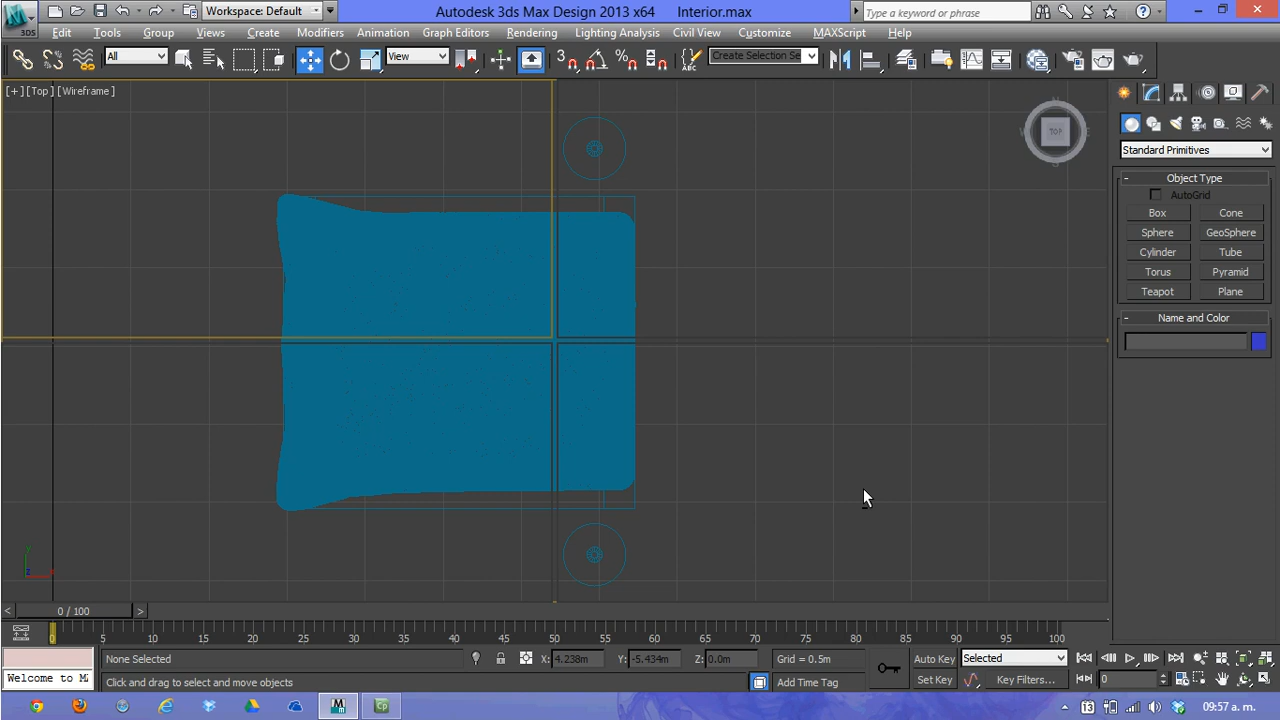 Workspace: Default
Autodesk 3ds Max Design 2013 x64 Interior.max
Type a keyword or phrase
3DS
Edit Tools Group Views Create Modifiers Animation Graph Editors Rendering Lighting Analysis Civil View Customize MAXScript Help
All
View
3
Create Selection Se
[+] [Top] [Wireframe]
TOP
Standard Primitives
- Object Type
AutoGrid
Box Cone
Sphere GeoSphere
Cylinder Tube
Torus Pyramid
Teapot Plane
- Name and Color
< 0 / 100 >
0 5 10 15 20 25 30 35 40 45 50 55 60 65 70 75 80 85 90 95 100
None Selected
X: 4.238m Y: -5.434m Z: 0.0m Grid = 0.5m
Auto Key Selected
Welcome to M
Click and drag to select and move objects
Add Time Tag
Set Key Key Filters... 0
13 09:57 a. m.